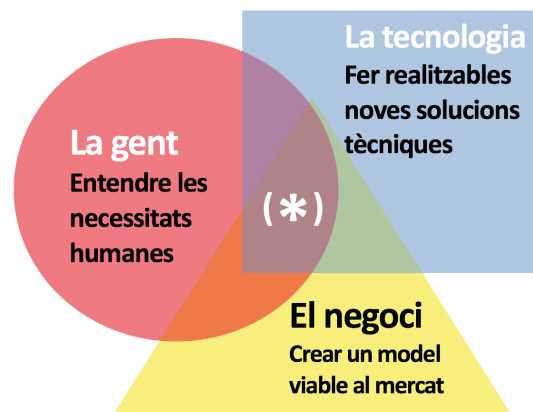 La tecnologia
Fer realitzables
noves solucions
tècniques
La gent
Entendre les
necessitats
humanes
(*)
El negoci
Crear un model
viable al mercat